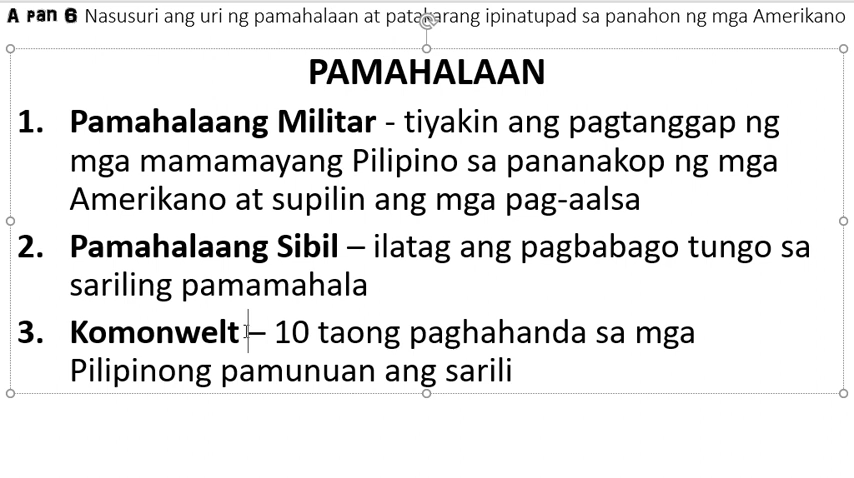 A Pan 6 Nasusuri ang uri ng pamahalaan at patakarang ipinatupad sa panahon ng mga Amerikano
PAMAHALAAN
1. Pamahalaang Militar - tiyakin ang pagtanggap ng
mga mamamayang Pilipino sa pananakop ng mga
Amerikano at supilin ang mga pag-aalsa
2. Pamahalaang Sibil – ilatag ang pagbabago tungo sa
sariling pamamahala
3. Komonwelt – 10 taong paghahanda sa mga
Pilipinong pamunuan ang sarili